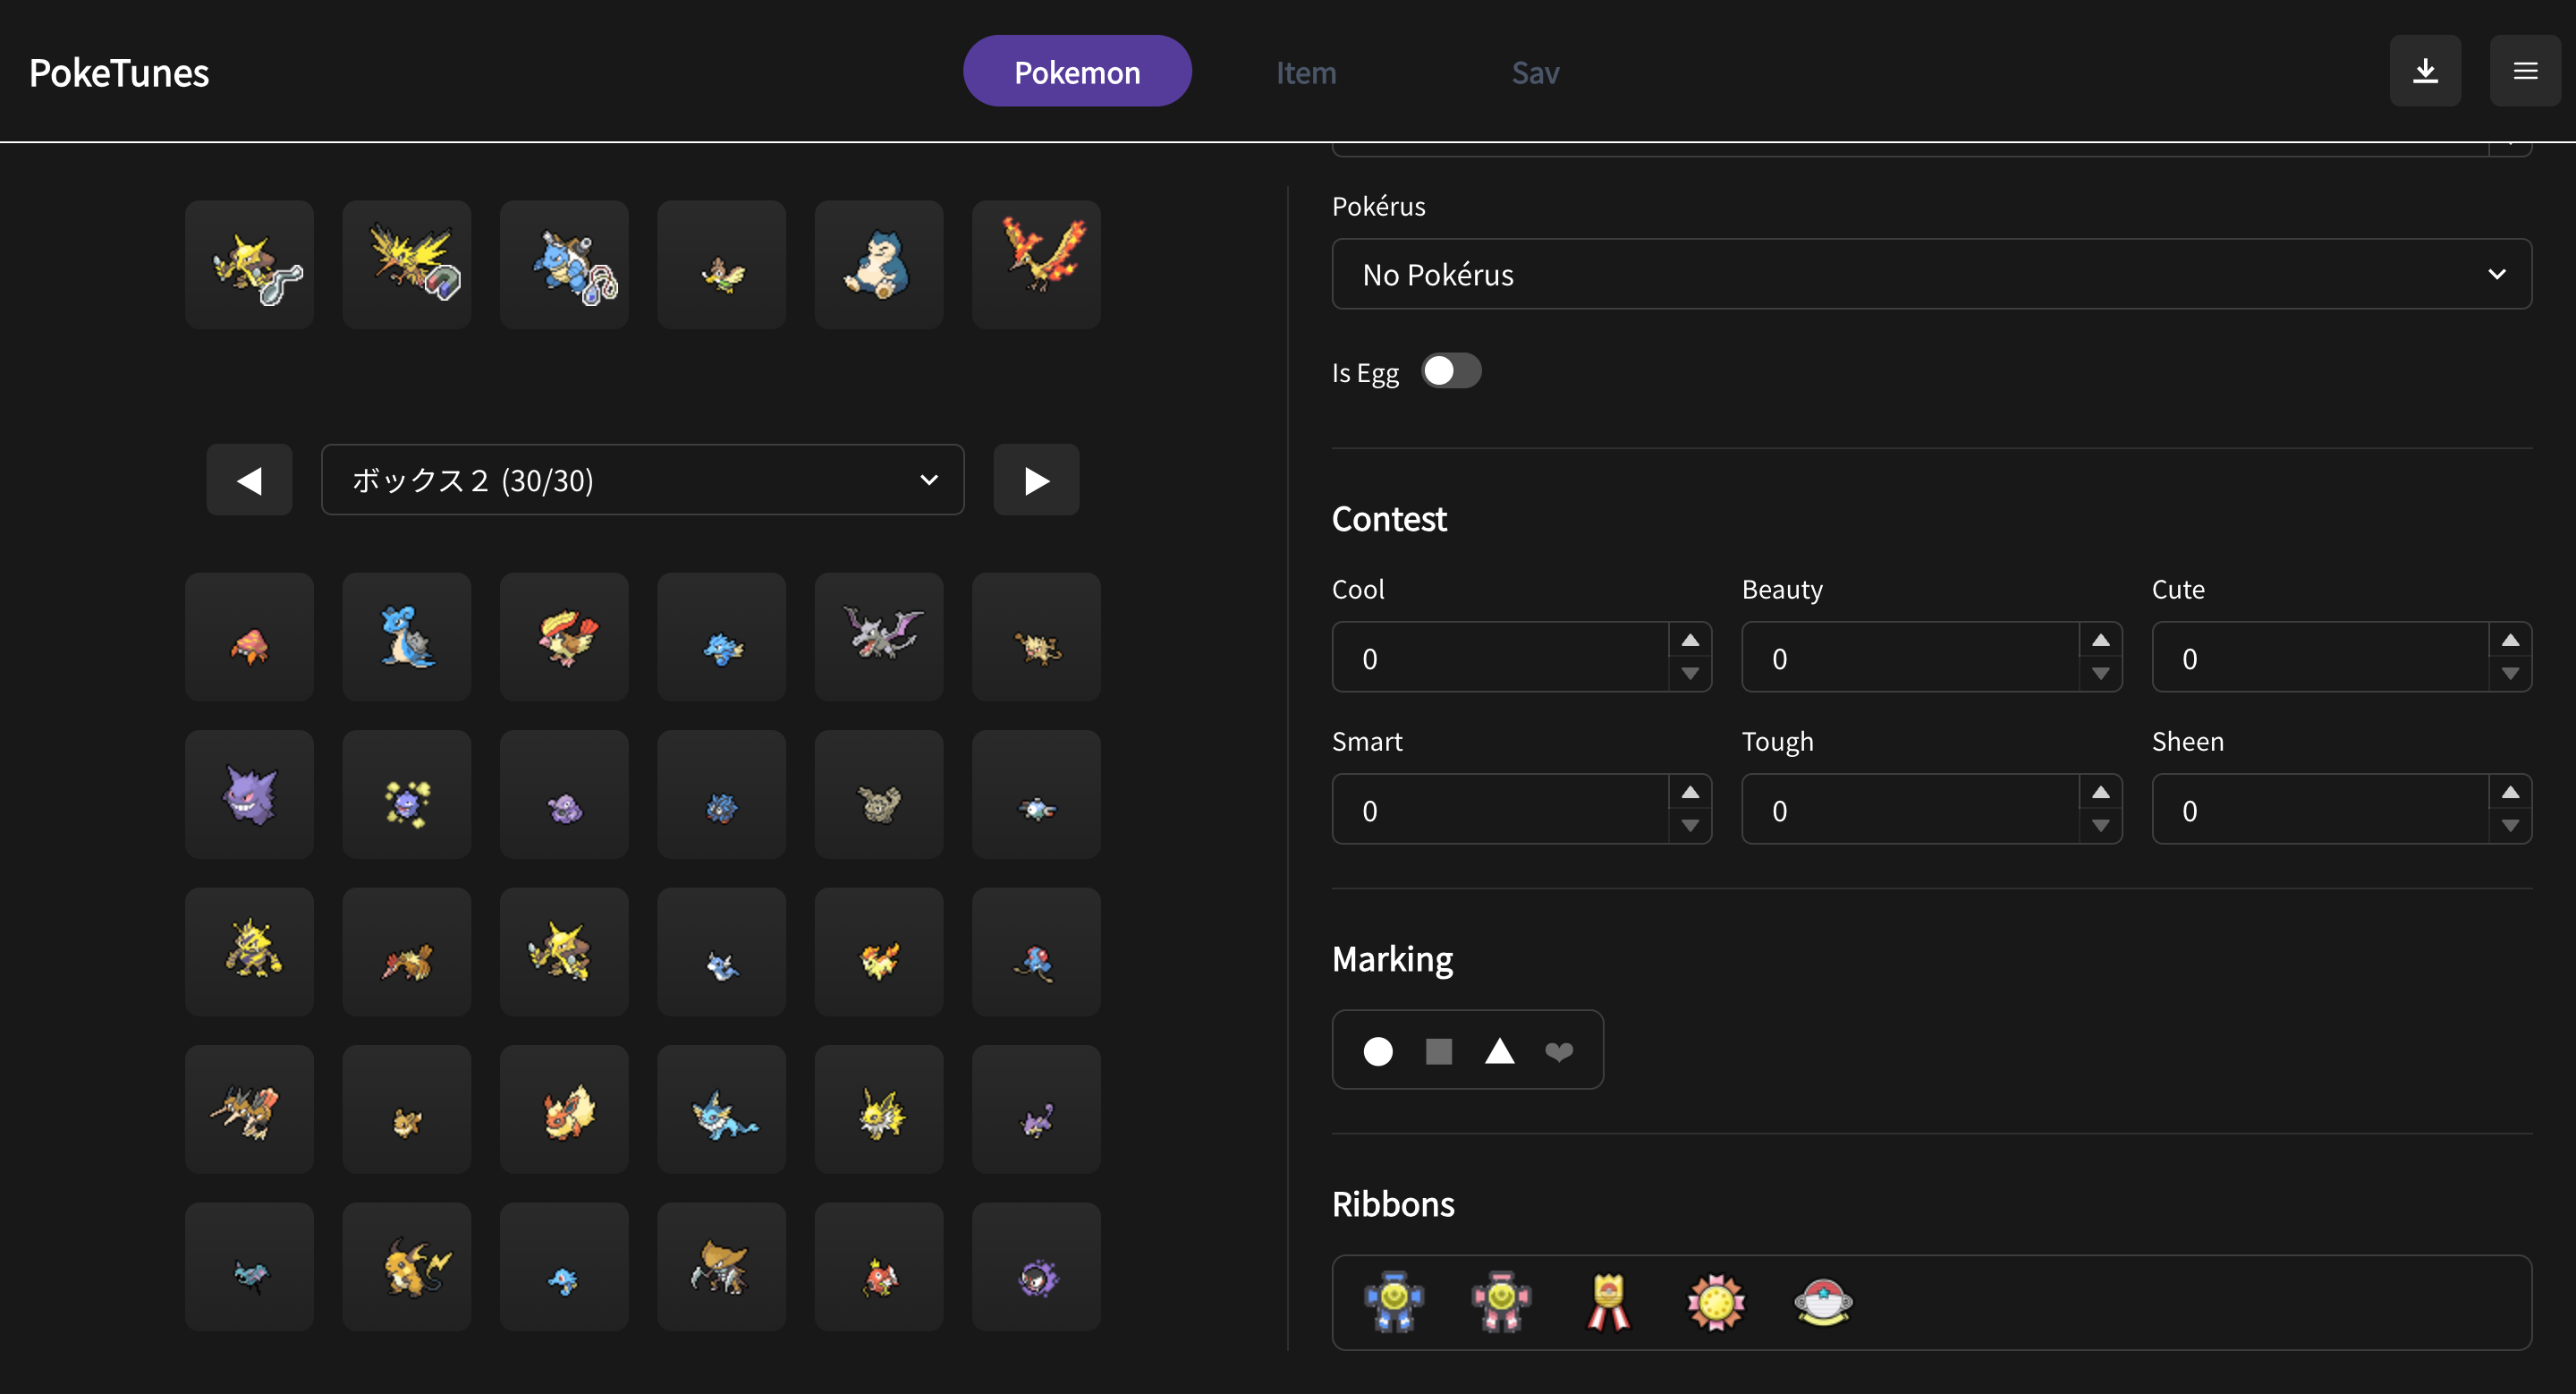 PokeTunes
Pokemon
Item
Sav
ボックス２ (30/30)
Pokérus
No Pokérus
Is Egg
Contest
Cool
Beauty
Cute
0
0
0
Smart
Tough
Sheen
0
0
0
Marking
Ribbons